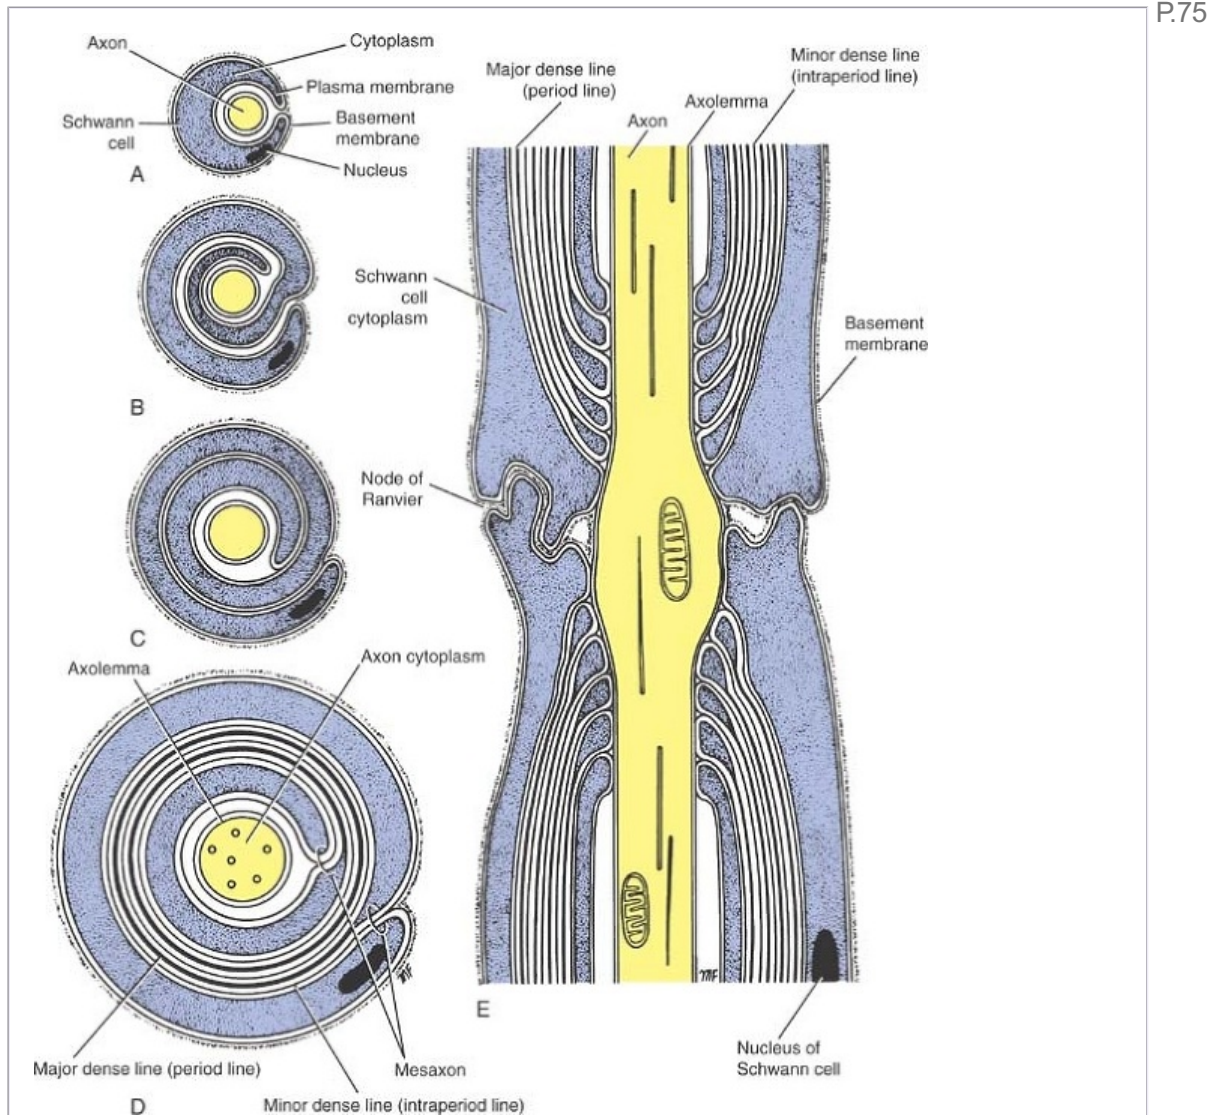 P.75
Axon
Cytoplasm
Plasma membrane
Schwann
cell
Basement
membrane
Nucleus
A
B
C
Axolemma
Axon cytoplasm
Major dense line (period line)
Mesaxon
Minor dense line (intraperiod line)
D
Major dense line
(period line)
Minor dense line
(intraperiod line)
Axolemma
Axon
Schwann
cell
cytoplasm
Basement
membrane
Node of
Ranvier
E
Nucleus of
Schwann cell